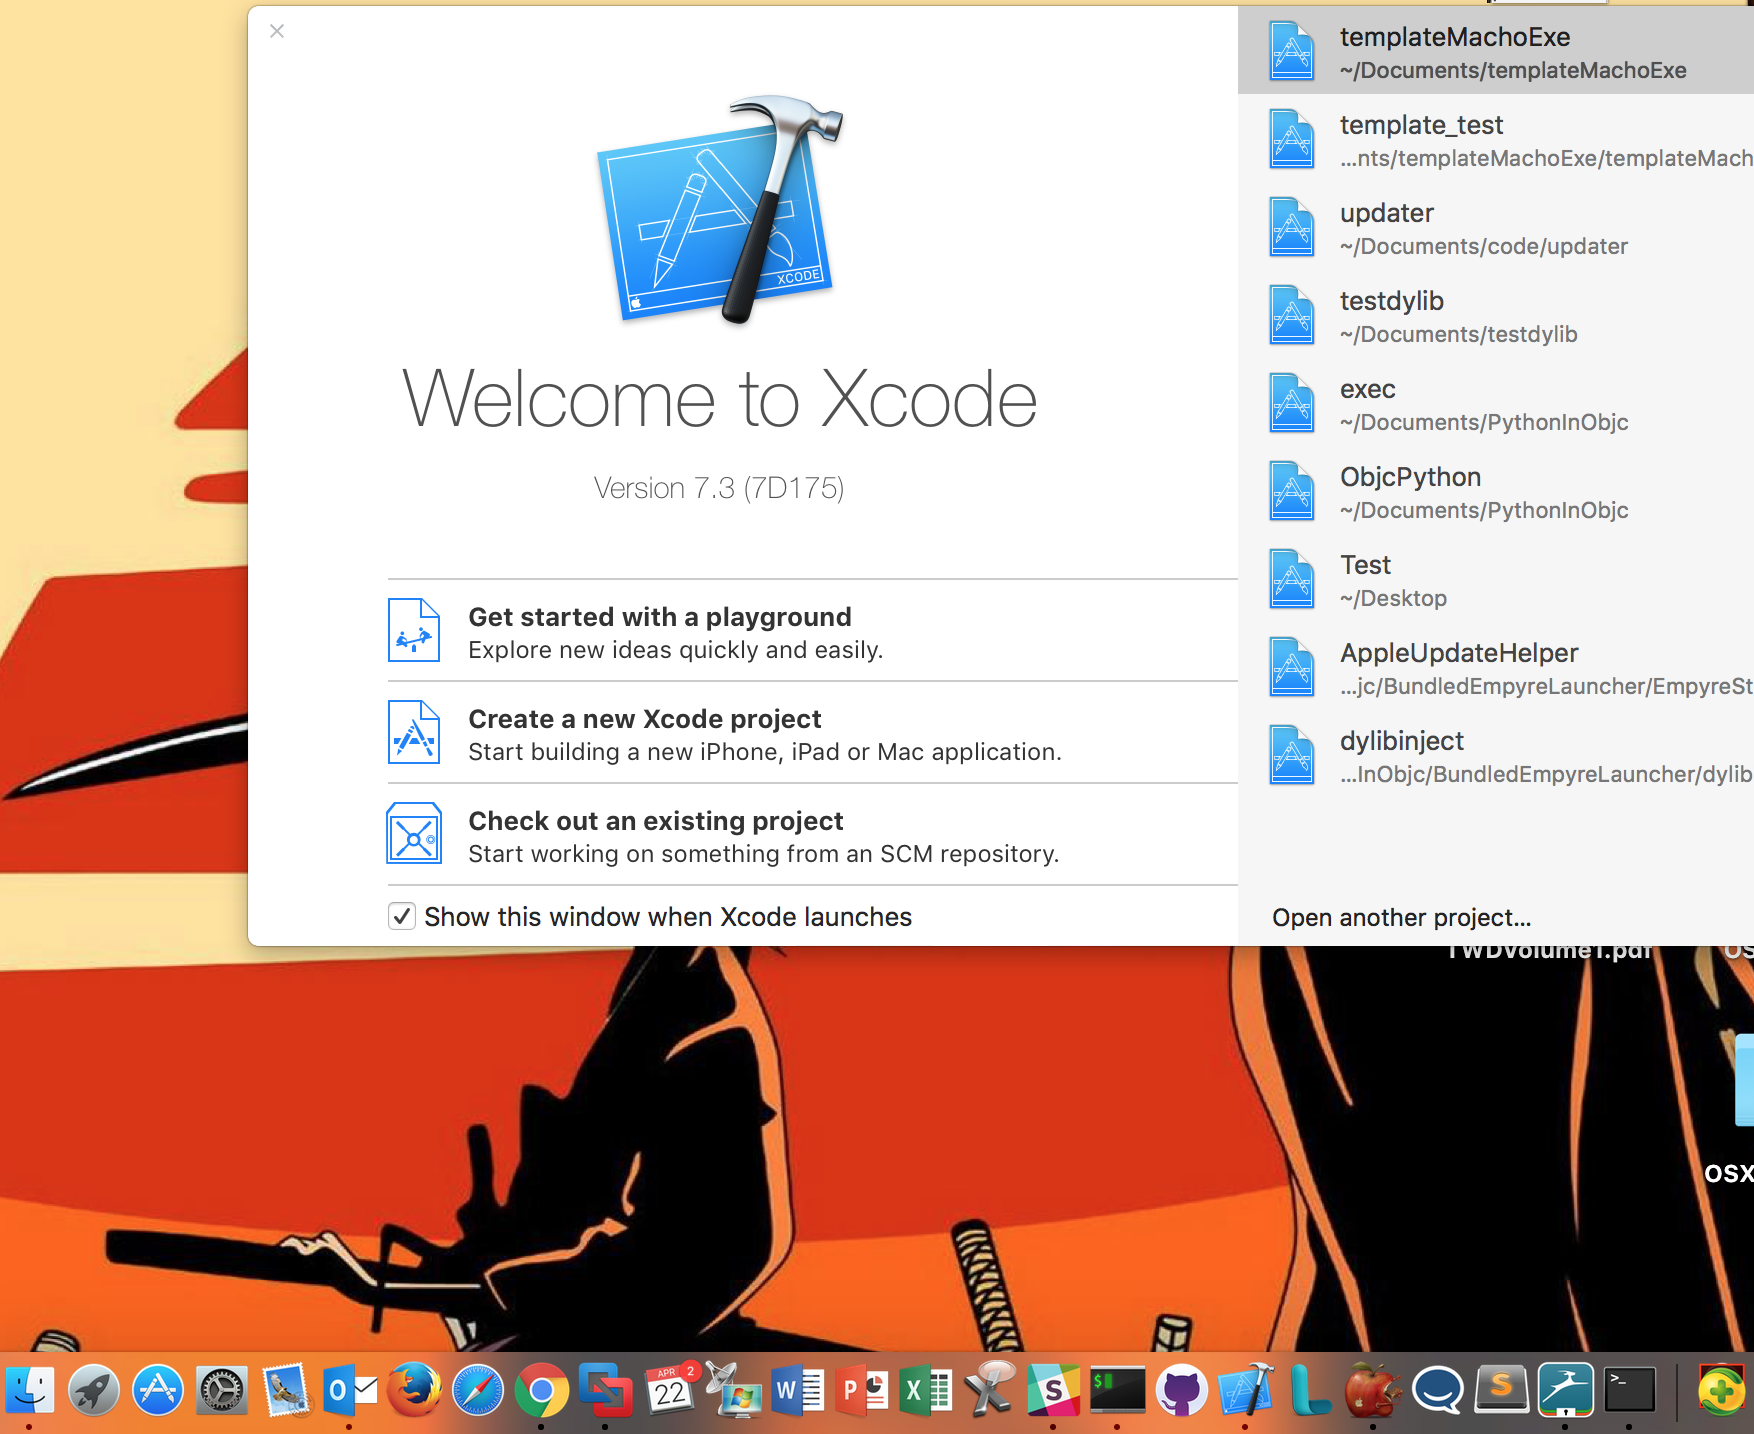 XCODE
Welcome to Xcode
Version 7.3 (7D175)
Get started with a playground
Explore new ideas quickly and easily.
Create a new Xcode project
Start building a new iPhone, iPad or Mac application.
Check out an existing project
Start working on something from an SCM repository.
Show this window when Xcode launches
templateMachoExe
~/Documents/templateMachoExe
template_test
...nts/templateMachoExe/templateMach
updater
~/Documents/code/updater
testdylib
~/Documents/testdylib
exec
~/Documents/PythonInObjc
ObjcPython
~/Documents/PythonInObjc
Test
~/Desktop
AppleUpdateHelper
...jc/BundledEmpyreLauncher/EmpyreSt
dylibinject
...InObjc/BundledEmpyreLauncher/dylib
Open another project...
TWDVolume1.pdf
OS
osx
APR
2
22
O
W
P
X
S
$
L
S
>_